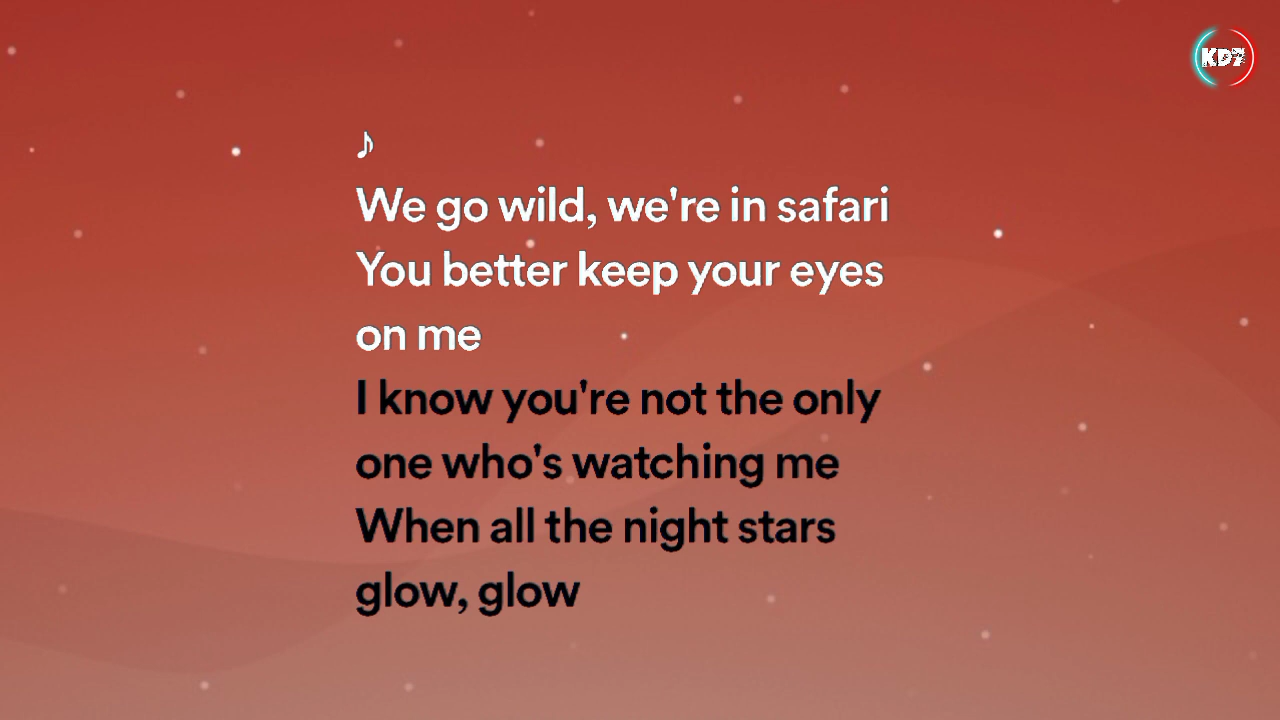 KD7
♪
We go wild, we're in safari
You better keep your eyes
on me
I know you're not the only
one who's watching me
When all the night stars
glow, glow